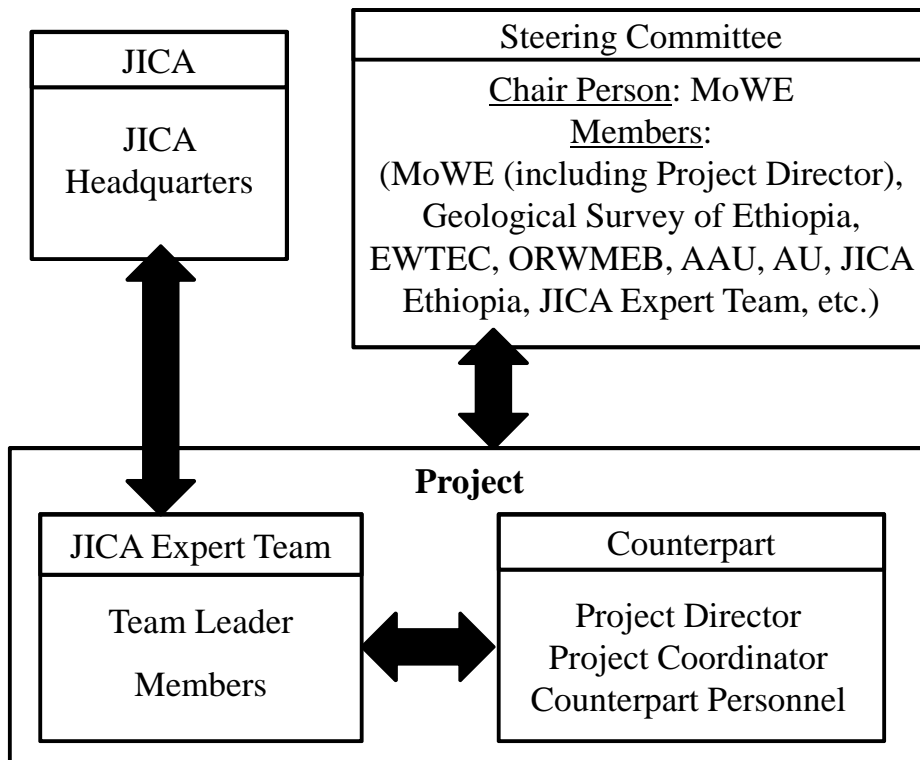 JICA
JICA
Headquarters
Steering Committee
Chair Person: MoWE
Members:
(MoWE (including Project Director),
Geological Survey of Ethiopia,
EWTEC, ORWMEB, AAU, AU, JICA
Ethiopia, JICA Expert Team, etc.)
Project
JICA Expert Team
Team Leader
Members
Counterpart
Project Director
Project Coordinator
Counterpart Personnel